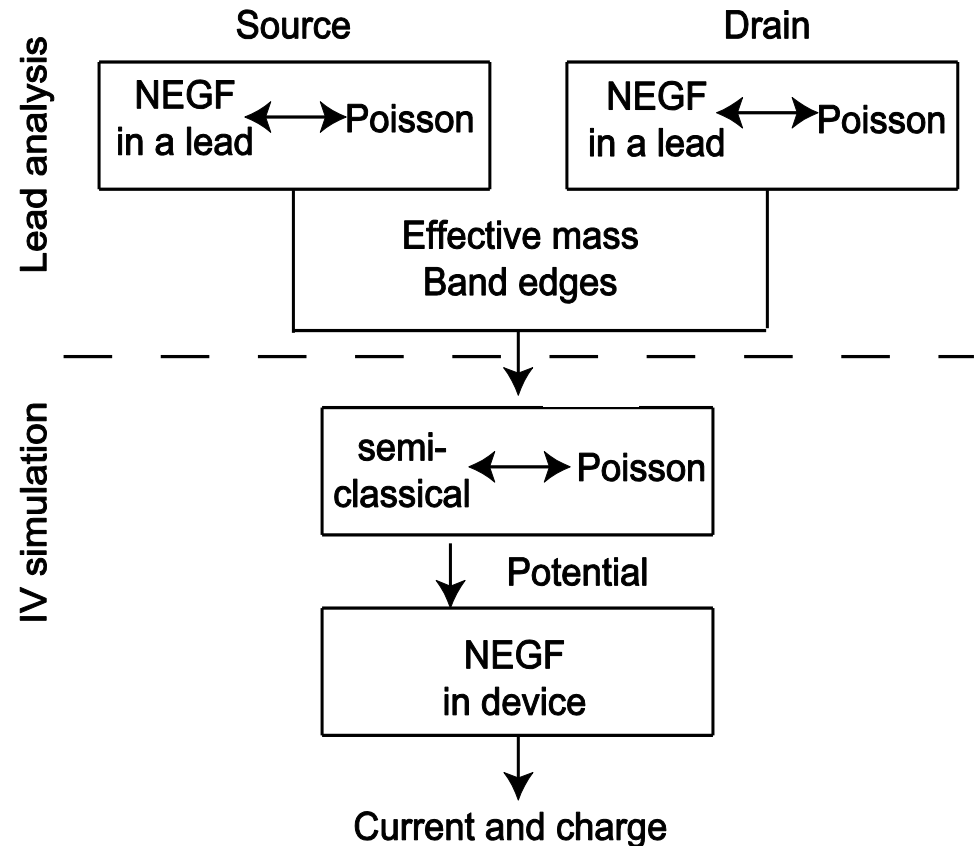 Source
Drain
Lead analysis
NEGF
in a lead
Poisson
NEGF
in a lead
Poisson
Effective mass
Band edges
IV simulation
semi-
classical
Poisson
Potential
NEGF
in device
Current and charge